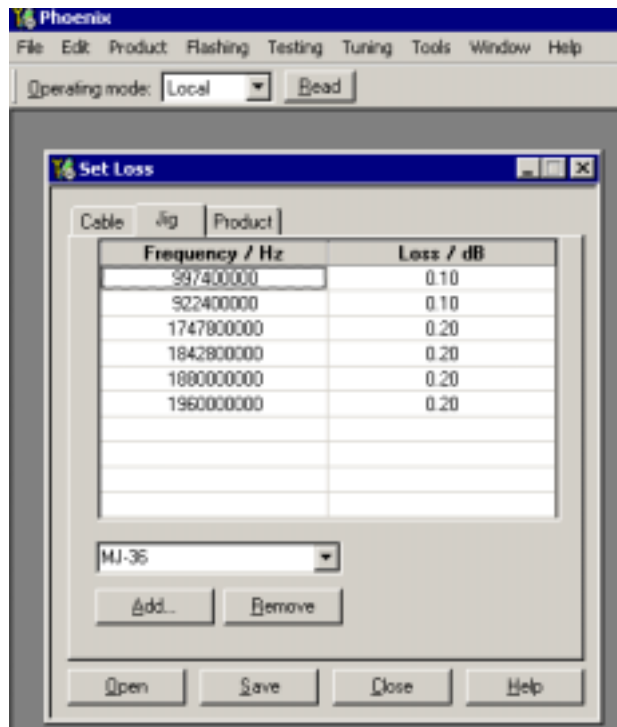 Phoenix
File Edit Product Flashing Testing Tuning Tools Window Help
Operating mode: Local Read
Set Loss
Cable Jig Product
Frequency / Hz Loss / dB
997400000 0.10
922400000 0.10
1747800000 0.20
1842800000 0.20
1880000000 0.20
1960000000 0.20
MJ-36
Add... Remove
Open Save Close Help